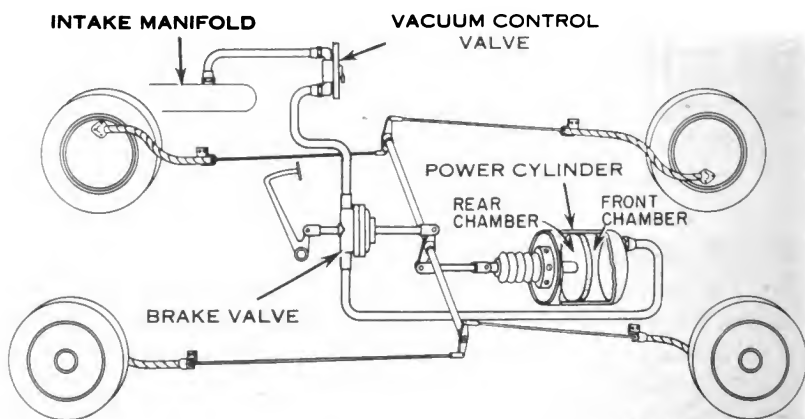 INTAKE MANIFOLD
VACUUM CONTROL
VALVE
POWER CYLINDER
REAR
CHAMBER
FRONT
CHAMBER
BRAKE VALVE